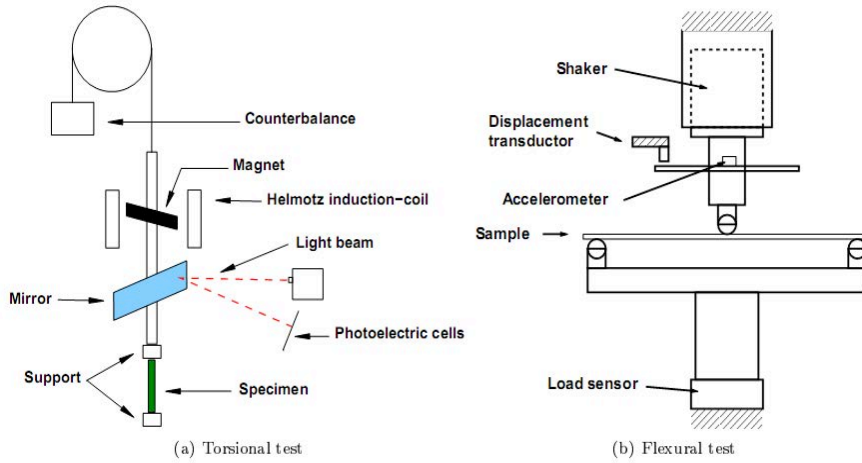 Counterbalance
Magnet
Helmotz induction-coil
Light beam
Mirror
Photoelectric cells
Support
Specimen
(a) Torsional test
Shaker
Displacement
transductor
Accelerometer
Sample
Load sensor
(b) Flexural test